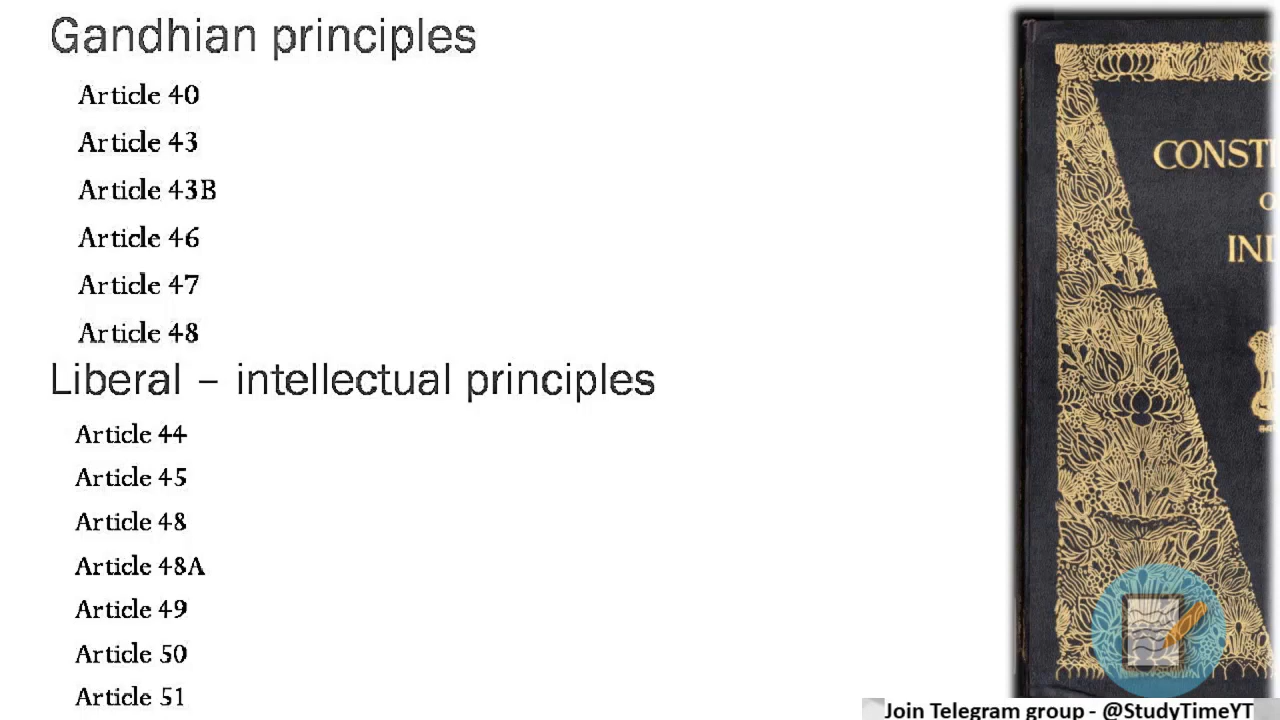 Gandhian principles
Article 40
Article 43
Article 43B
Article 46
Article 47
Article 48
Liberal – intellectual principles
Article 44
Article 45
Article 48
Article 48A
Article 49
Article 50
Article 51
CONST
O
IN
Join Telegram group - @StudyTimeYT